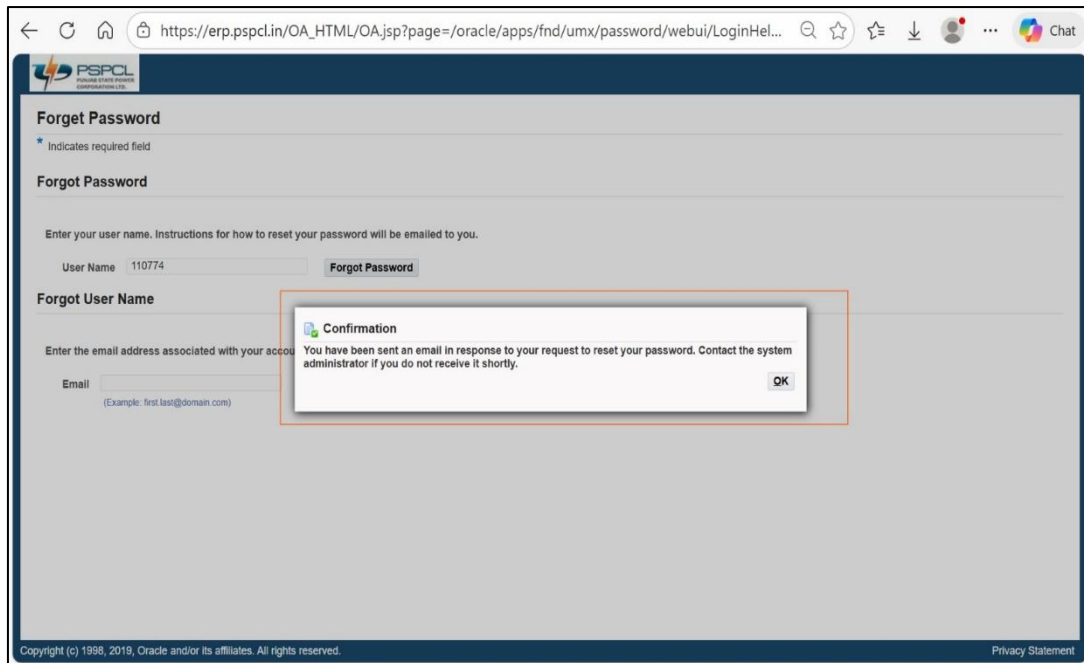 https://erp.pspcl.in/OA_HTML/OA.jsp?page=/oracle/apps/fnd/umx/password/webui/LoginHel...
Chat
PSPCL
PUNJAB STATE POWER
CORPORATION LTD.
Forget Password
* Indicates required field
Forgot Password
Enter your user name. Instructions for how to reset your password will be emailed to you.
User Name 110774 Forgot Password
Forgot User Name
Confirmation
Enter the email address associated with your accou
You have been sent an email in response to your request to reset your password. Contact the system
administrator if you do not receive it shortly.
OK
Email
(Example: first.last@domain.com)
Copyright (c) 1998, 2019, Oracle and/or its affiliates. All rights reserved. Privacy Statement